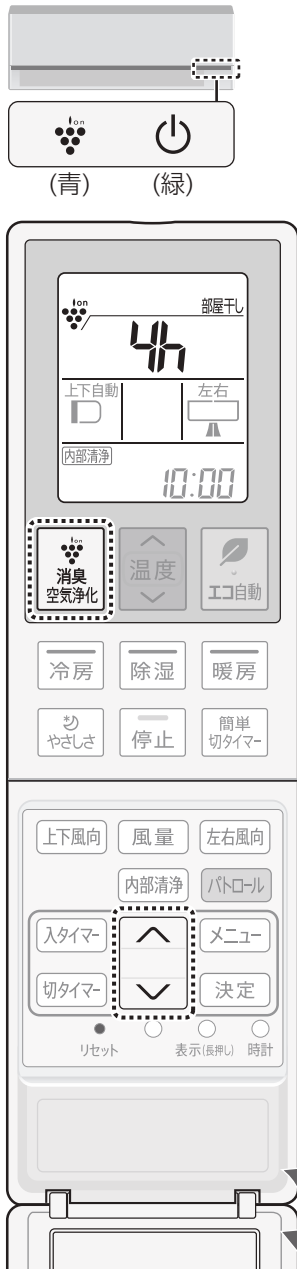 ion
(青) (緑)
ion 部屋干し
4h
上下自動 左右
内部清浄
10:00
ion
消臭
空気浄化
温度
エコ自動
冷房 除湿 暖房
やさしさ 停止 簡単
切タイマー
上下風向 風量 左右風向
内部清浄 パトロール
入タイマー メニュー
切タイマー 決定
リセット 表示(長押し) 時計